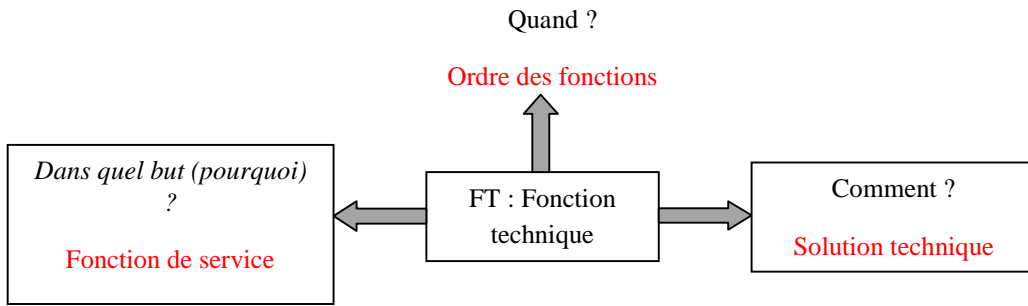 Quand ?
Ordre des fonctions
Dans quel but (pourquoi)
?
Fonction de service
FT : Fonction
technique
Comment ?
Solution technique